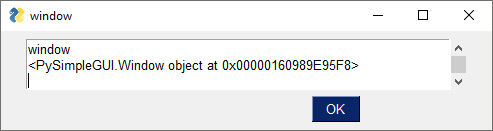 window
window
<PySimpleGUI.Window object at 0x00000160989E95F8>
OK